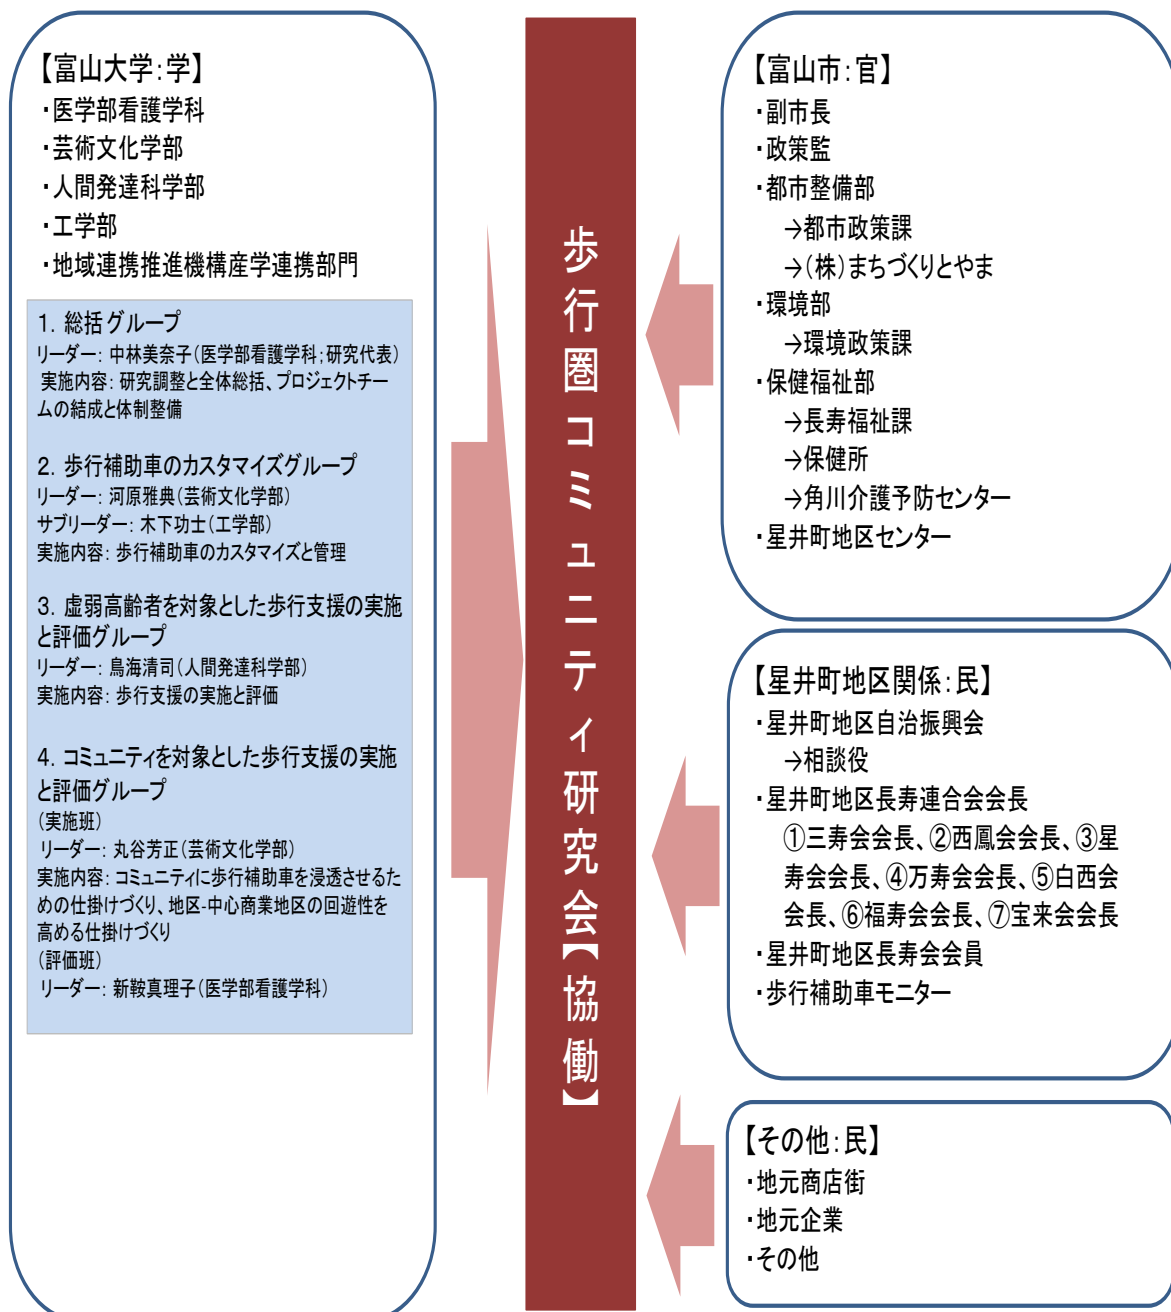 【富山大学：学】
・医学部看護学科
・芸術文化学部
・人間発達科学部
・工学部
・地域連携推進機構産学連携部門
1．総括グループ
リーダー：中林美奈子（医学部看護学科；研究代表）
実施内容：研究調整と全体総括、プロジェクトチー
ムの結成と体制整備
2．歩行補助車のカスタマイズグループ
リーダー：河原雅典（芸術文化学部）
サブリーダー：木下功士（工学部）
実施内容：歩行補助車のカスタマイズと管理
3．虚弱高齢者を対象とした歩行支援の実施
と評価グループ
リーダー：鳥海清司（人間発達科学部）
実施内容：歩行支援の実施と評価
4．コミュニティを対象とした歩行支援の実施
と評価グループ
（実施班）
リーダー：丸谷芳正（芸術文化学部）
実施内容：コミュニティに歩行補助車を浸透させるた
めの仕掛けづくり、地区-中心商業地区の回遊性を
高める仕掛けづくり
（評価班）
リーダー：新鞍真理子（医学部看護学科）
歩行圏コミュニティ研究会【協働】
【富山市：官】
・副市長
・政策監
・都市整備部
→都市政策課
→（株）まちづくりとやま
・環境部
→環境政策課
・保健福祉部
→長寿福祉課
→保健所
→角川介護予防センター
・星井町地区センター
【星井町地区関係：民】
・星井町地区自治振興会
→相談役
・星井町地区長寿連合会会長
①三寿会会長、②西鳳会会長、③星
寿会会長、④万寿会会長、⑤白西会
会長、⑥福寿会会長、⑦宝来会会長
・星井町地区長寿会会員
・歩行補助車モニター
【その他：民】
・地元商店街
・地元企業
・その他